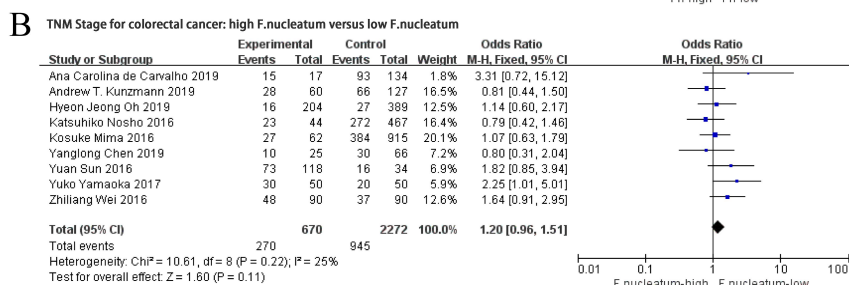 B TNM Stage for colorectal cancer: high F.nucleatum versus low F.nucleatum
Experimental Control Odds Ratio Odds Ratio
Study or Subgroup Events Total Events Total Weight M-H, Fixed, 95% CI M-H, Fixed, 95% CI
Ana Carolina de Carvalho 2019 15 17 93 134 1.8% 3.31 [0.72, 15.12]
Andrew T. Kunzmann 2019 28 60 66 127 16.5% 0.81 [0.44, 1.50]
Hyeon Jeong Oh 2019 16 204 27 389 12.5% 1.14 [0.60, 2.17]
Katsuhiko Nosho 2016 23 44 272 467 16.4% 0.79 [0.42, 1.46]
Kosuke Mima 2016 27 62 384 915 20.1% 1.07 [0.63, 1.79]
Yanglong Chen 2019 10 25 30 66 7.2% 0.80 [0.31, 2.04]
Yuan Sun 2016 73 118 16 34 6.9% 1.82 [0.85, 3.94]
Yuko Yamaoka 2017 30 50 20 50 5.9% 2.25 [1.01, 5.01]
Zhiliang Wei 2016 48 90 37 90 12.6% 1.64 [0.91, 2.95]
Total (95% CI) 670 2272 100.0% 1.20 [0.96, 1.51]
Total events 270 945
Heterogeneity: Chi² = 10.61, df = 8 (P = 0.22); I² = 25%
Test for overall effect: Z = 1.60 (P = 0.11)
0.01 0.1 1 10 100
F.nucleatum-high F.nucleatum-low